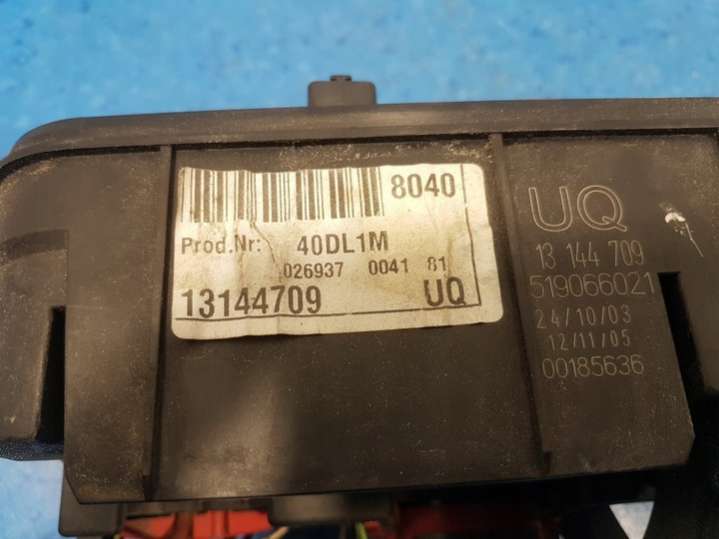 8040
Prod.Nr: 40DL1M
026937 0041 81
13144709 UQ
UQ
13 144 709
519066021
24/10/03
12/11/05
00185636